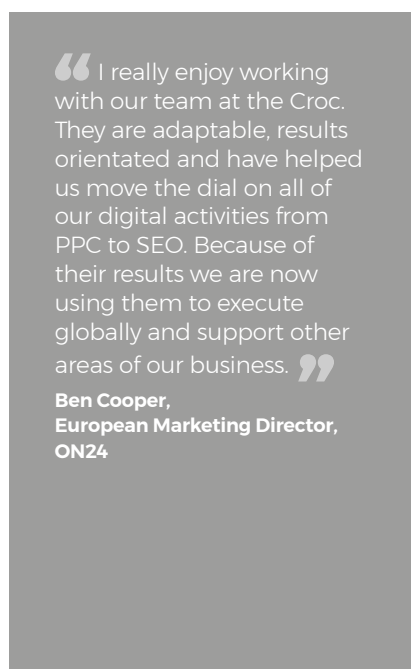 “ I really enjoy working
with our team at the Croc.
They are adaptable, results
orientated and have helped
us move the dial on all of
our digital activities from
PPC to SEO. Because of
their results we are now
using them to execute
globally and support other
areas of our business. ”
Ben Cooper,
European Marketing Director,
ON24